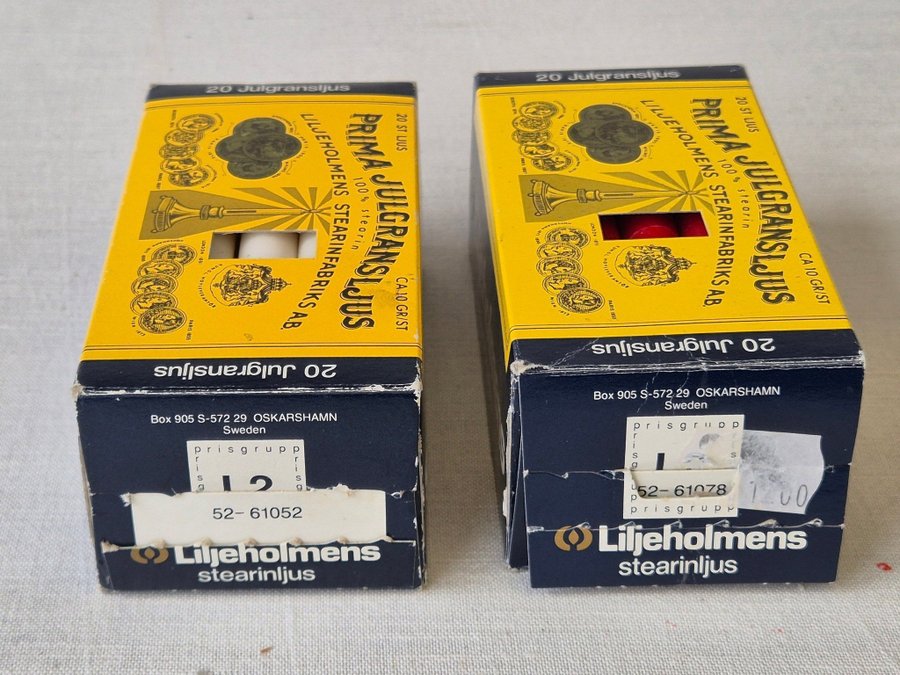 20 Julgransljus
20 ST LJUS
PRIMA JULGRANSLJUS
100% stearin
LILJEHOLMENS STEARINFABRIKS A.B.
CA 10 GR/ST
20 Julgransljus
Box 905 S-572 29 OSKARSHAMN
Sweden
prisgrupp
L2
52-61052
Liljeholmens
stearinljus
20 Julgransljus
20 ST LJUS
PRIMA JULGRANSLJUS
100% stearin
LILJEHOLMENS STEARINFABRIKS A.B.
CA 10 GR/ST
20 Julgransljus
Box 905 S-572 29 OSKARSHAMN
Sweden
prisgrupp
52-61078
prisgrupp
Liljeholmens
stearinljus